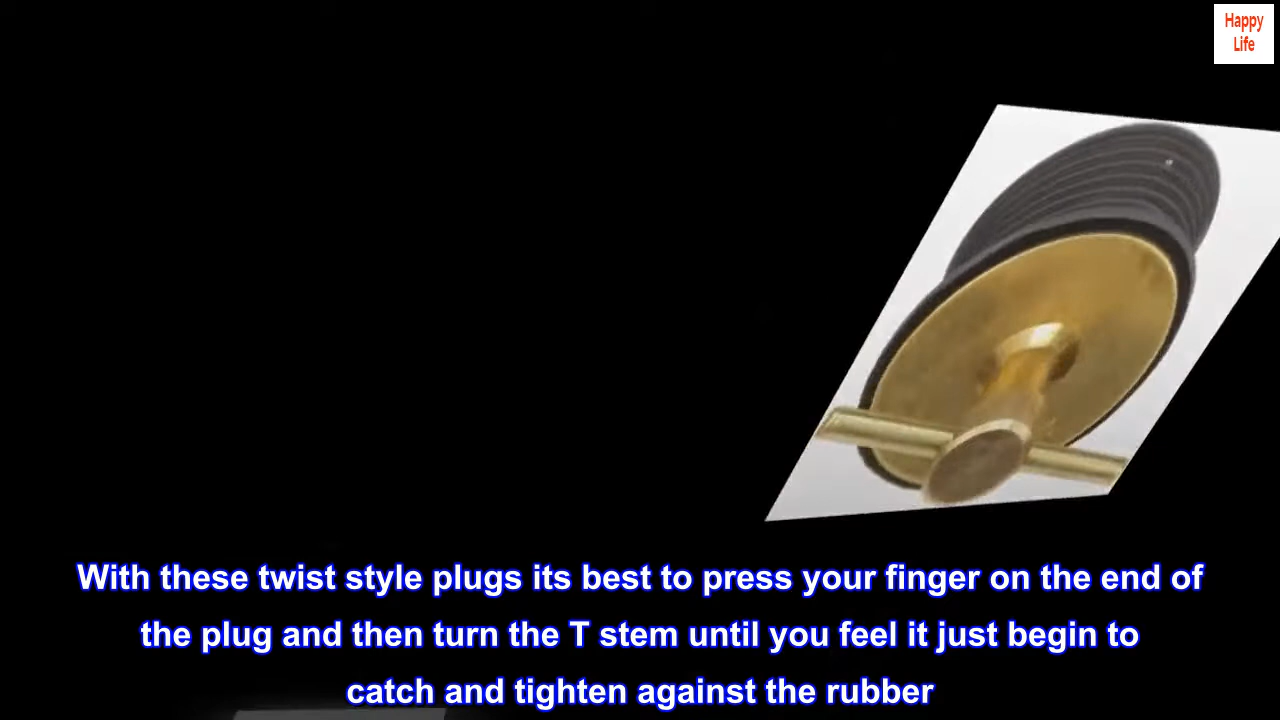 Happy
Life
With these twist style plugs its best to press your finger on the end of
the plug and then turn the T stem until you feel it just begin to
catch and tighten against the rubber